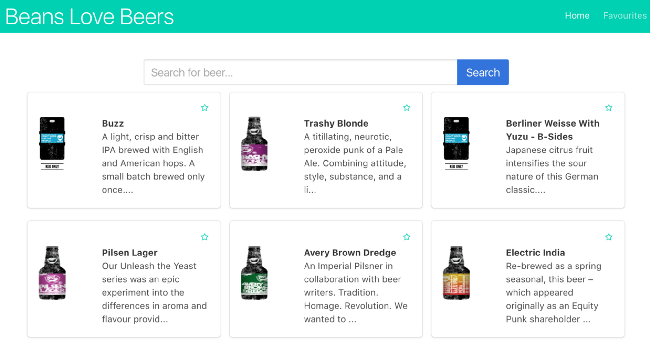 Beans Love Beers
Home
Favourites
Search for beer...
Search
Buzz
A light, crisp and bitter
IPA brewed with English
and American hops. A
small batch brewed only
once....
Trashy Blonde
A titillating, neurotic,
peroxide punk of a Pale
Ale. Combining attitude,
style, substance, and a
li...
Berliner Weisse With
Yuzu - B-Sides
Japanese citrus fruit
intensifies the sour
nature of this German
classic....
KEG ONLY
KEG ONLY
Pilsen Lager
Our Unleash the Yeast
series was an epic
experiment into the
differences in aroma and
flavour provid...
Avery Brown Dredge
An Imperial Pilsner in
collaboration with beer
writers. Tradition.
Homage. Revolution. We
wanted to ...
Electric India
Re-brewed as a spring
seasonal, this beer –
which appeared
originally as an Equity
Punk shareholder ...